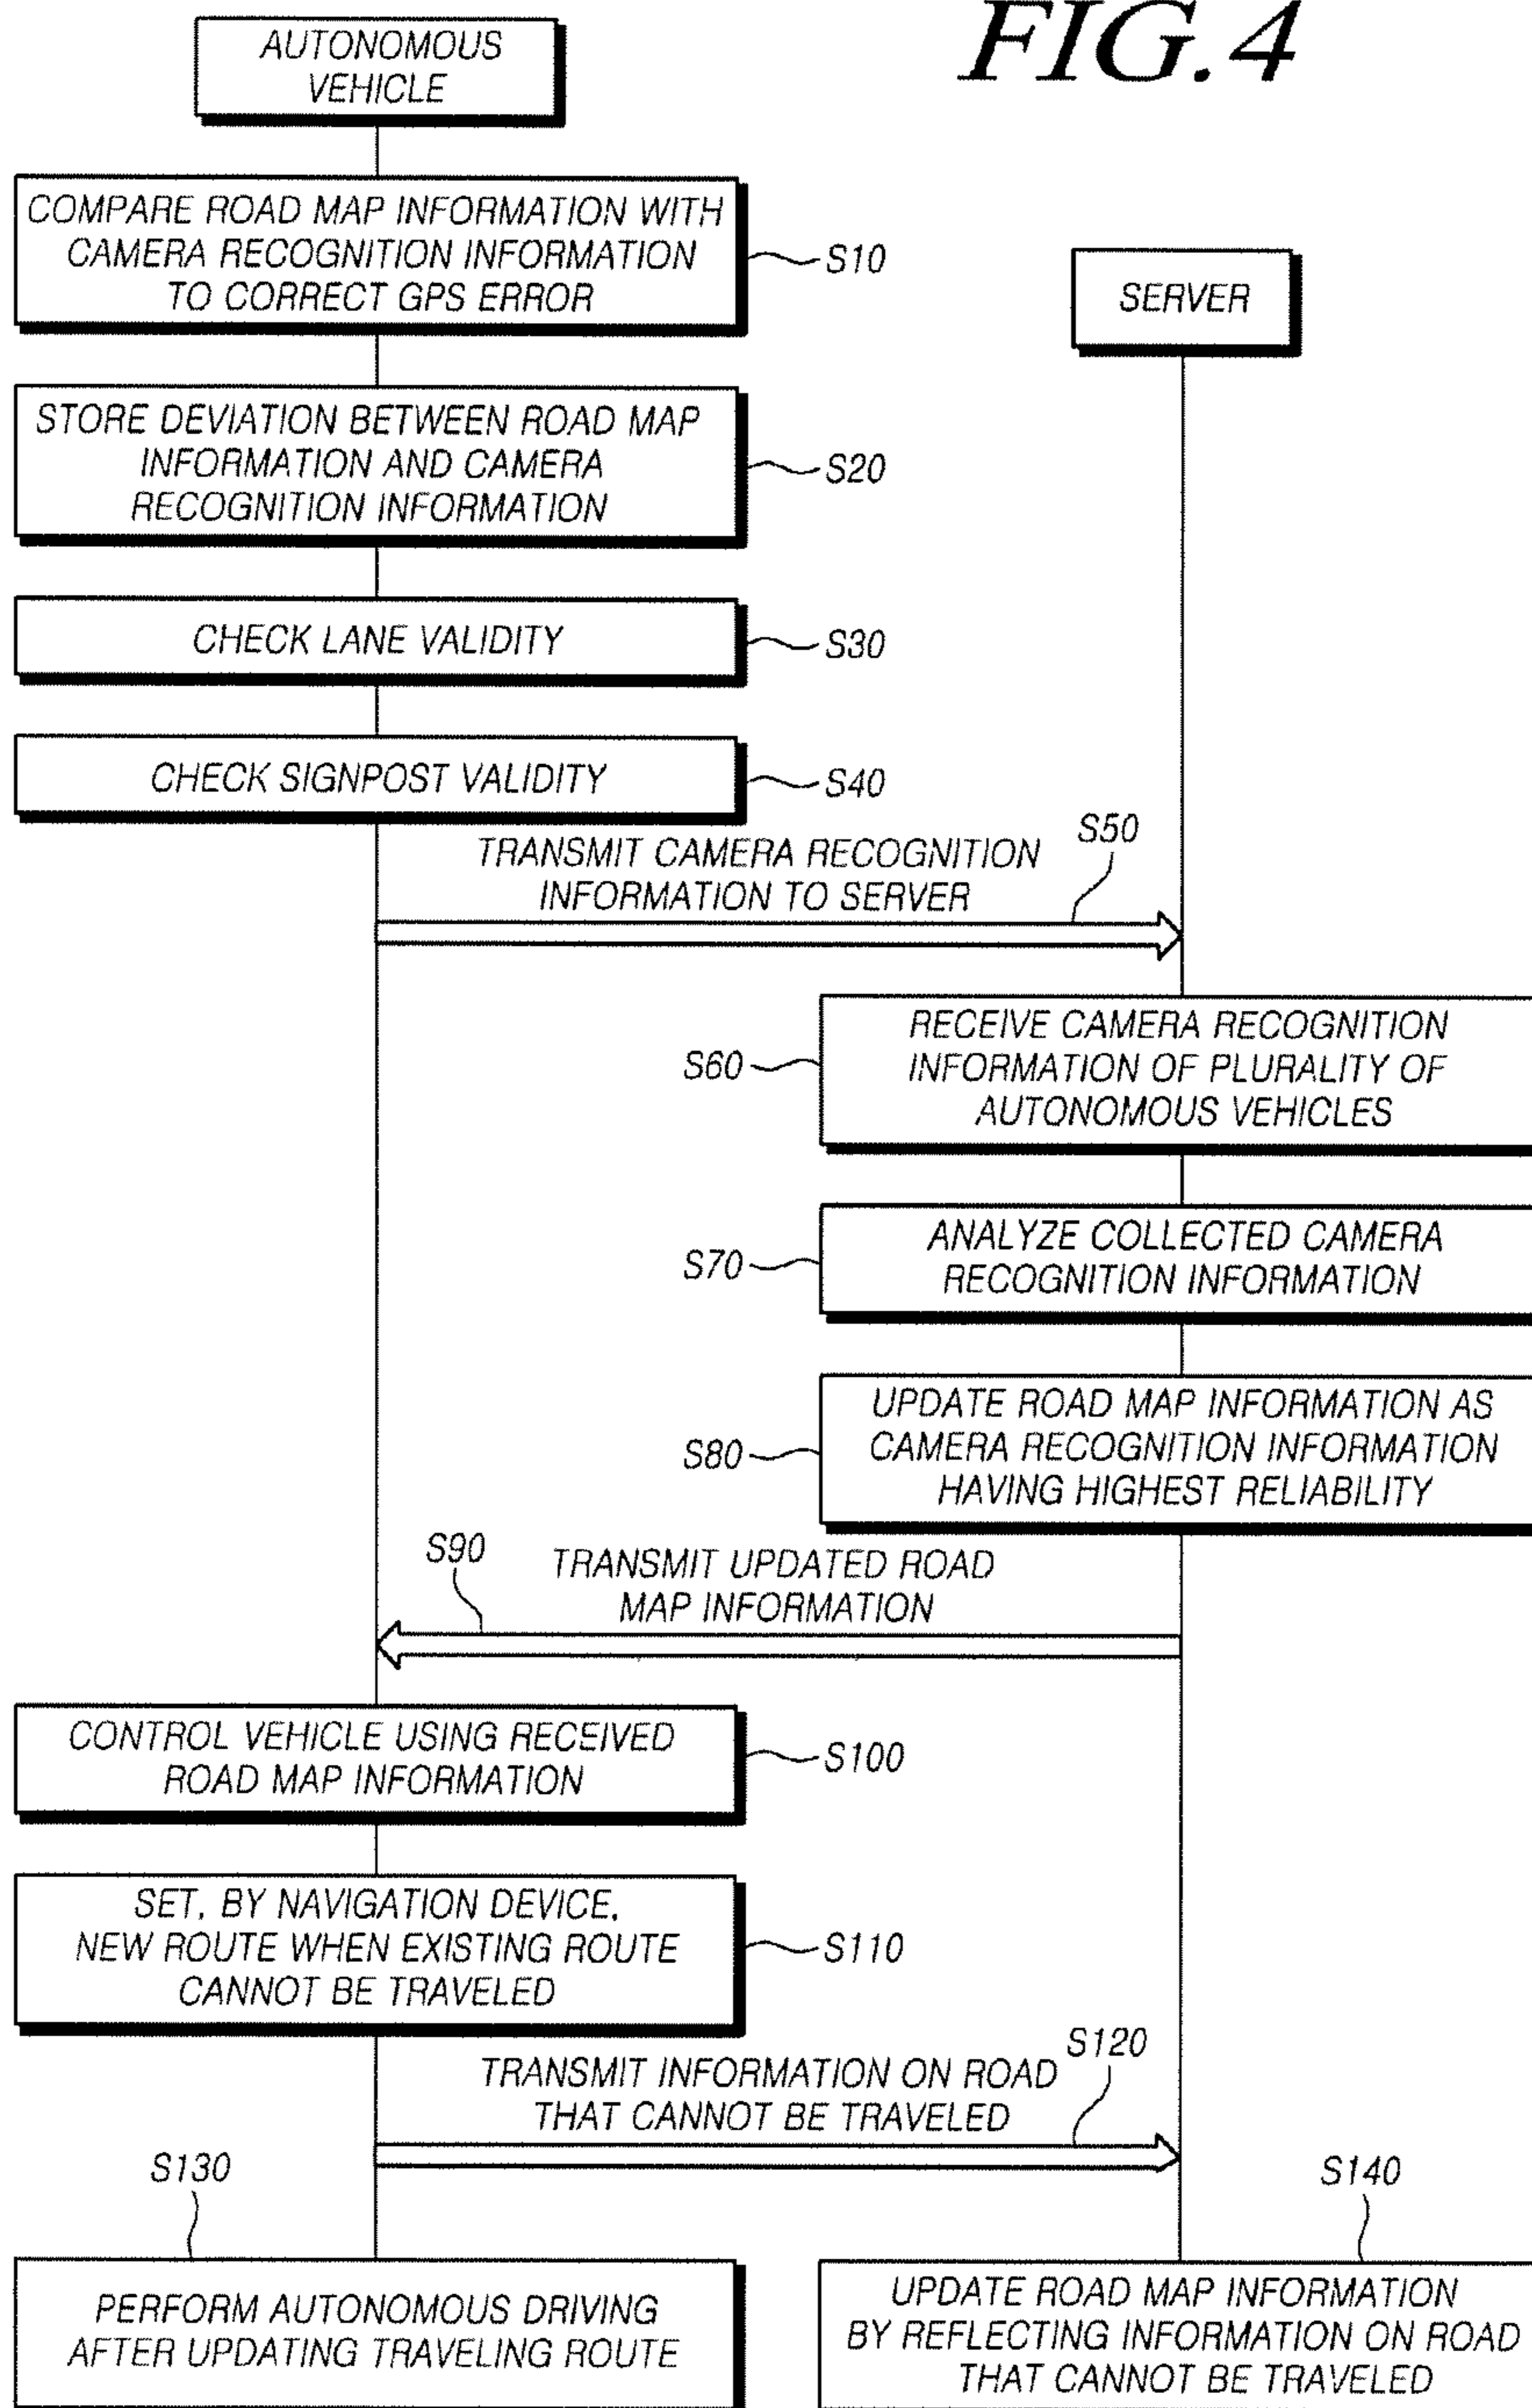 FIG. 4
AUTONOMOUS
VEHICLE
COMPARE ROAD MAP INFORMATION WITH
CAMERA RECOGNITION INFORMATION
TO CORRECT GPS ERROR
S10
SERVER
STORE DEVIATION BETWEEN ROAD MAP
INFORMATION AND CAMERA
RECOGNITION INFORMATION
S20
CHECK LANE VALIDITY
S30
CHECK SIGNPOST VALIDITY
S40
TRANSMIT CAMERA RECOGNITION
INFORMATION TO SERVER
S50
RECEIVE CAMERA RECOGNITION
INFORMATION OF PLURALITY OF
AUTONOMOUS VEHICLES
S60
ANALYZE COLLECTED CAMERA
RECOGNITION INFORMATION
S70
UPDATE ROAD MAP INFORMATION AS
CAMERA RECOGNITION INFORMATION
HAVING HIGHEST RELIABILITY
S80
S90
TRANSMIT UPDATED ROAD
MAP INFORMATION
CONTROL VEHICLE USING RECEIVED
ROAD MAP INFORMATION
S100
SET, BY NAVIGATION DEVICE,
NEW ROUTE WHEN EXISTING ROUTE
CANNOT BE TRAVELED
S110
TRANSMIT INFORMATION ON ROAD
THAT CANNOT BE TRAVELED
S120
S130
PERFORM AUTONOMOUS DRIVING
AFTER UPDATING TRAVELING ROUTE
S140
UPDATE ROAD MAP INFORMATION
BY REFLECTING INFORMATION ON ROAD
THAT CANNOT BE TRAVELED